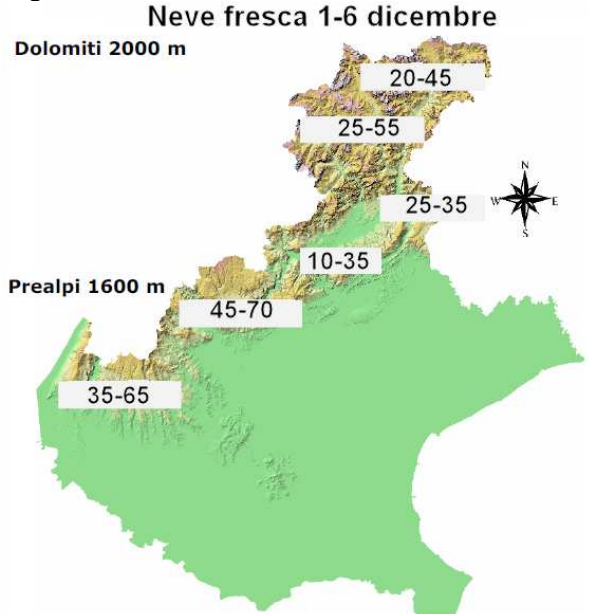 Neve fresca 1-6 dicembre
Dolomiti 2000 m
20-45
25-55
N
W E
S
25-35
10-35
Prealpi 1600 m
45-70
35-65